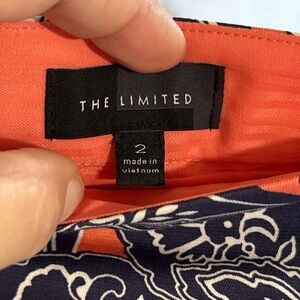 THE LIMITED
2
made in
vietnam